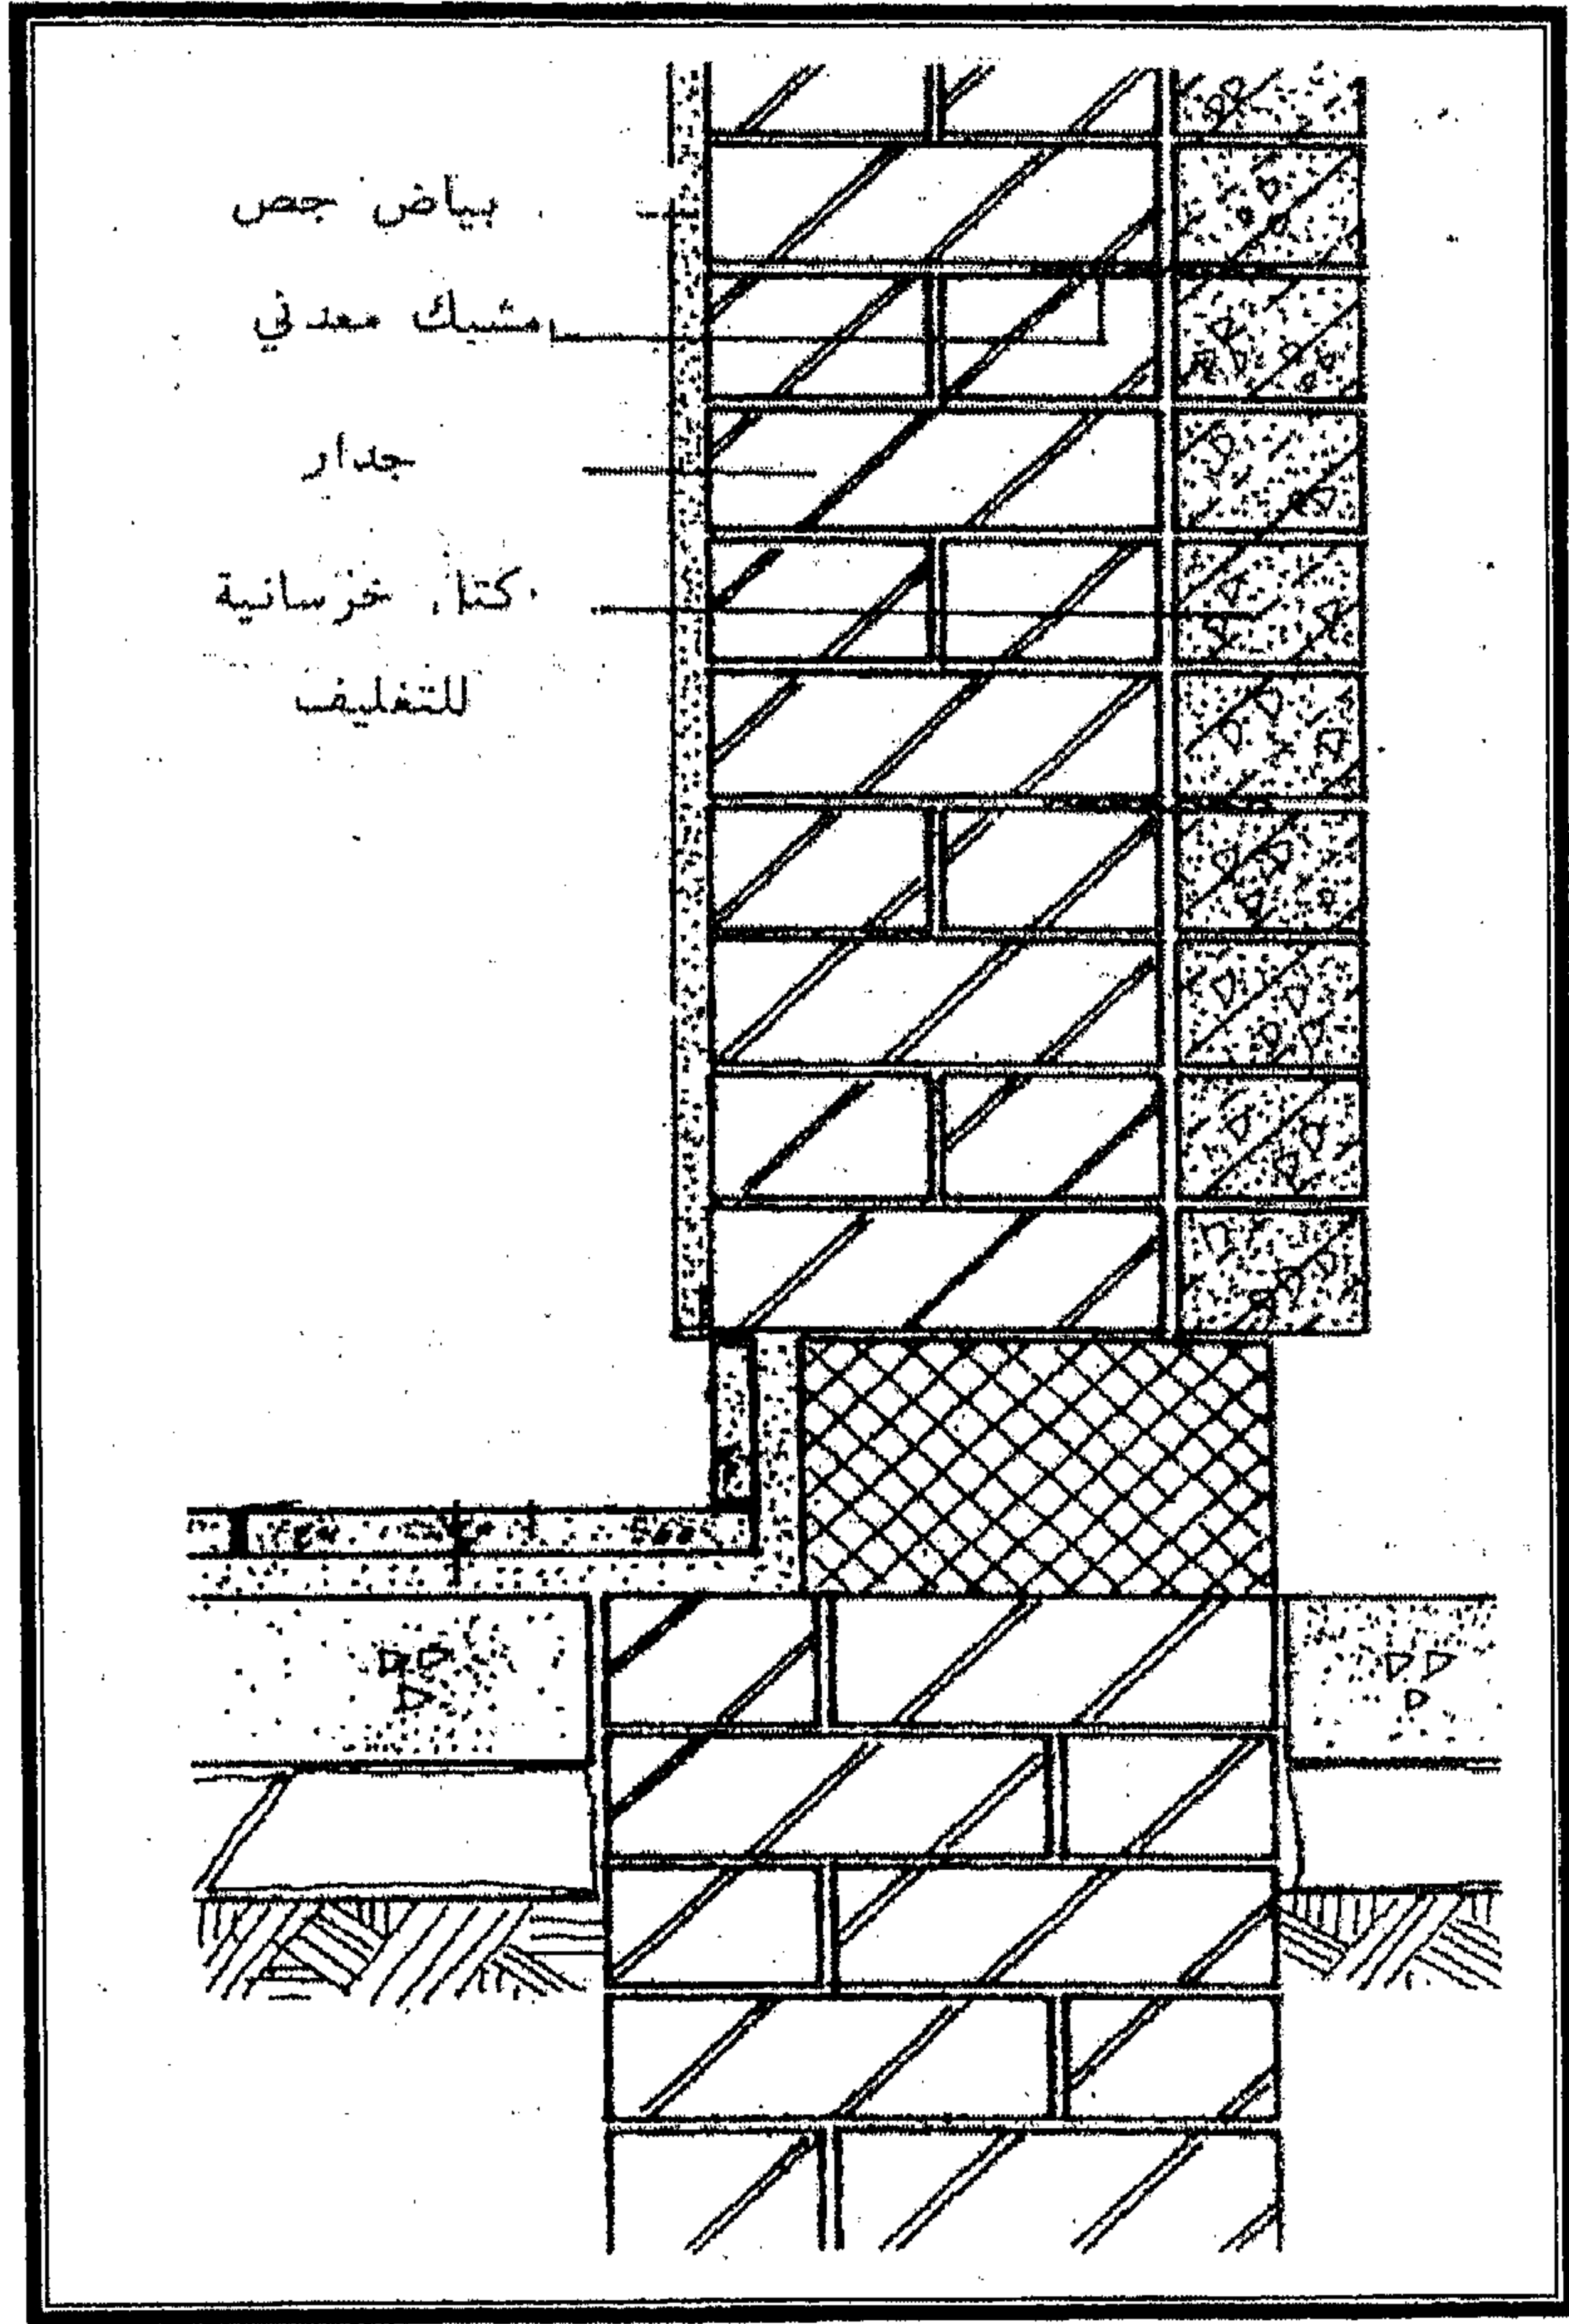 بياض جص
مشبك معدني
جدار
كتل خرسانية
للتغليف